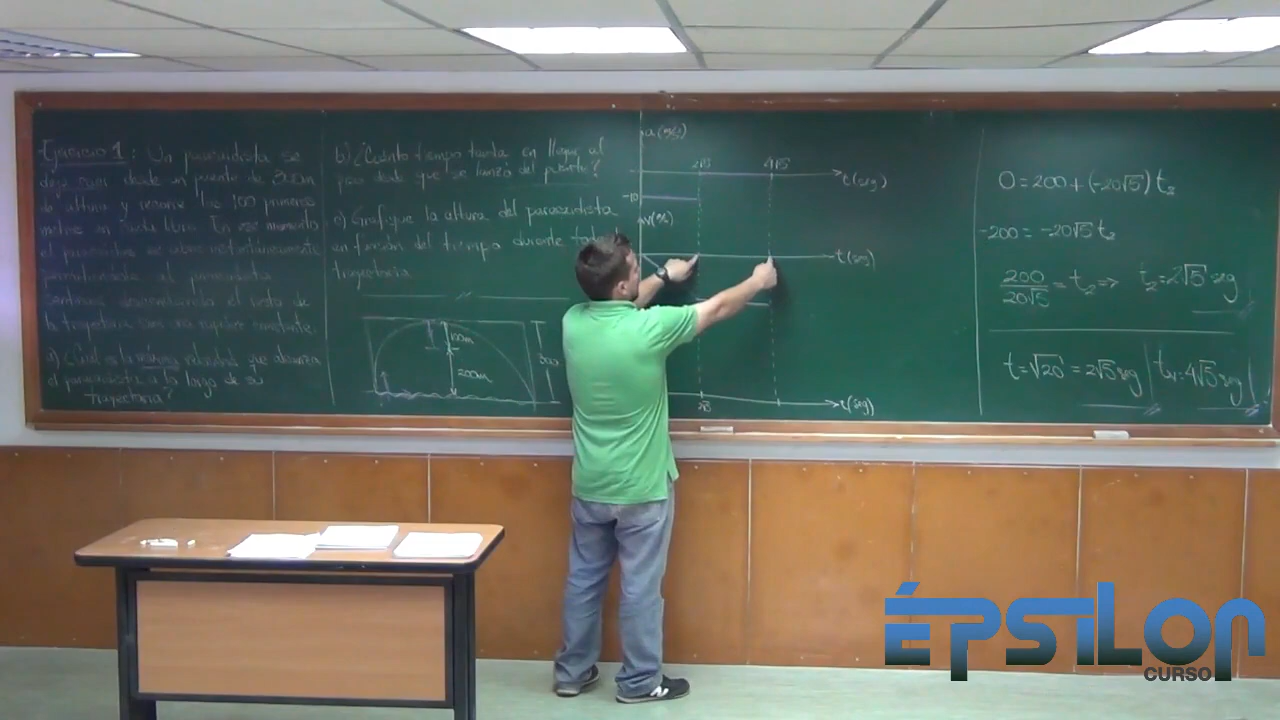 Ejercicio 1: Un paracaidista se
deja caer desde un puente de 300m
de altura y recorre los 100 primeros
metros en caida libre. En ese momento
el paracaidas se abre instantáneamente
permitiéndole al paracaidista
continuar descendiendo el resto de
la trayectoria con rapidez constante.
a) ¿Cuál es la máxima velocidad que alcanza
el paracaidista a lo largo de su
trayectoria?
b) ¿Cuánto tiempo tarda en llegar al
piso desde que se lanzó del puente?
c) Grafique la altura del paracaidista
en función del tiempo durante toda
trayectoria
100m
200m
300
a(m/s²)
2√5
4√5
t(seg)
-10
v(m/s)
t(seg)
2√5
t(seg)
0=200+(-20√5) t₂
-200=-20√5 t₂
200/20√5 = t₂ => t₂=2√5 seg
t=√20=2√5 seg
=4√5 seg
ÉPSILON
CURSO